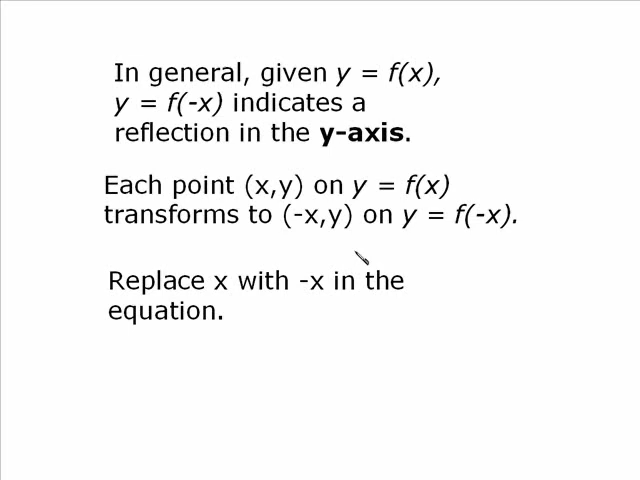 In general, given y = f(x),
y = f(-x) indicates a
reflection in the y-axis.
Each point (x,y) on y = f(x)
transforms to (-x,y) on y = f(-x).
Replace x with -x in the
equation.